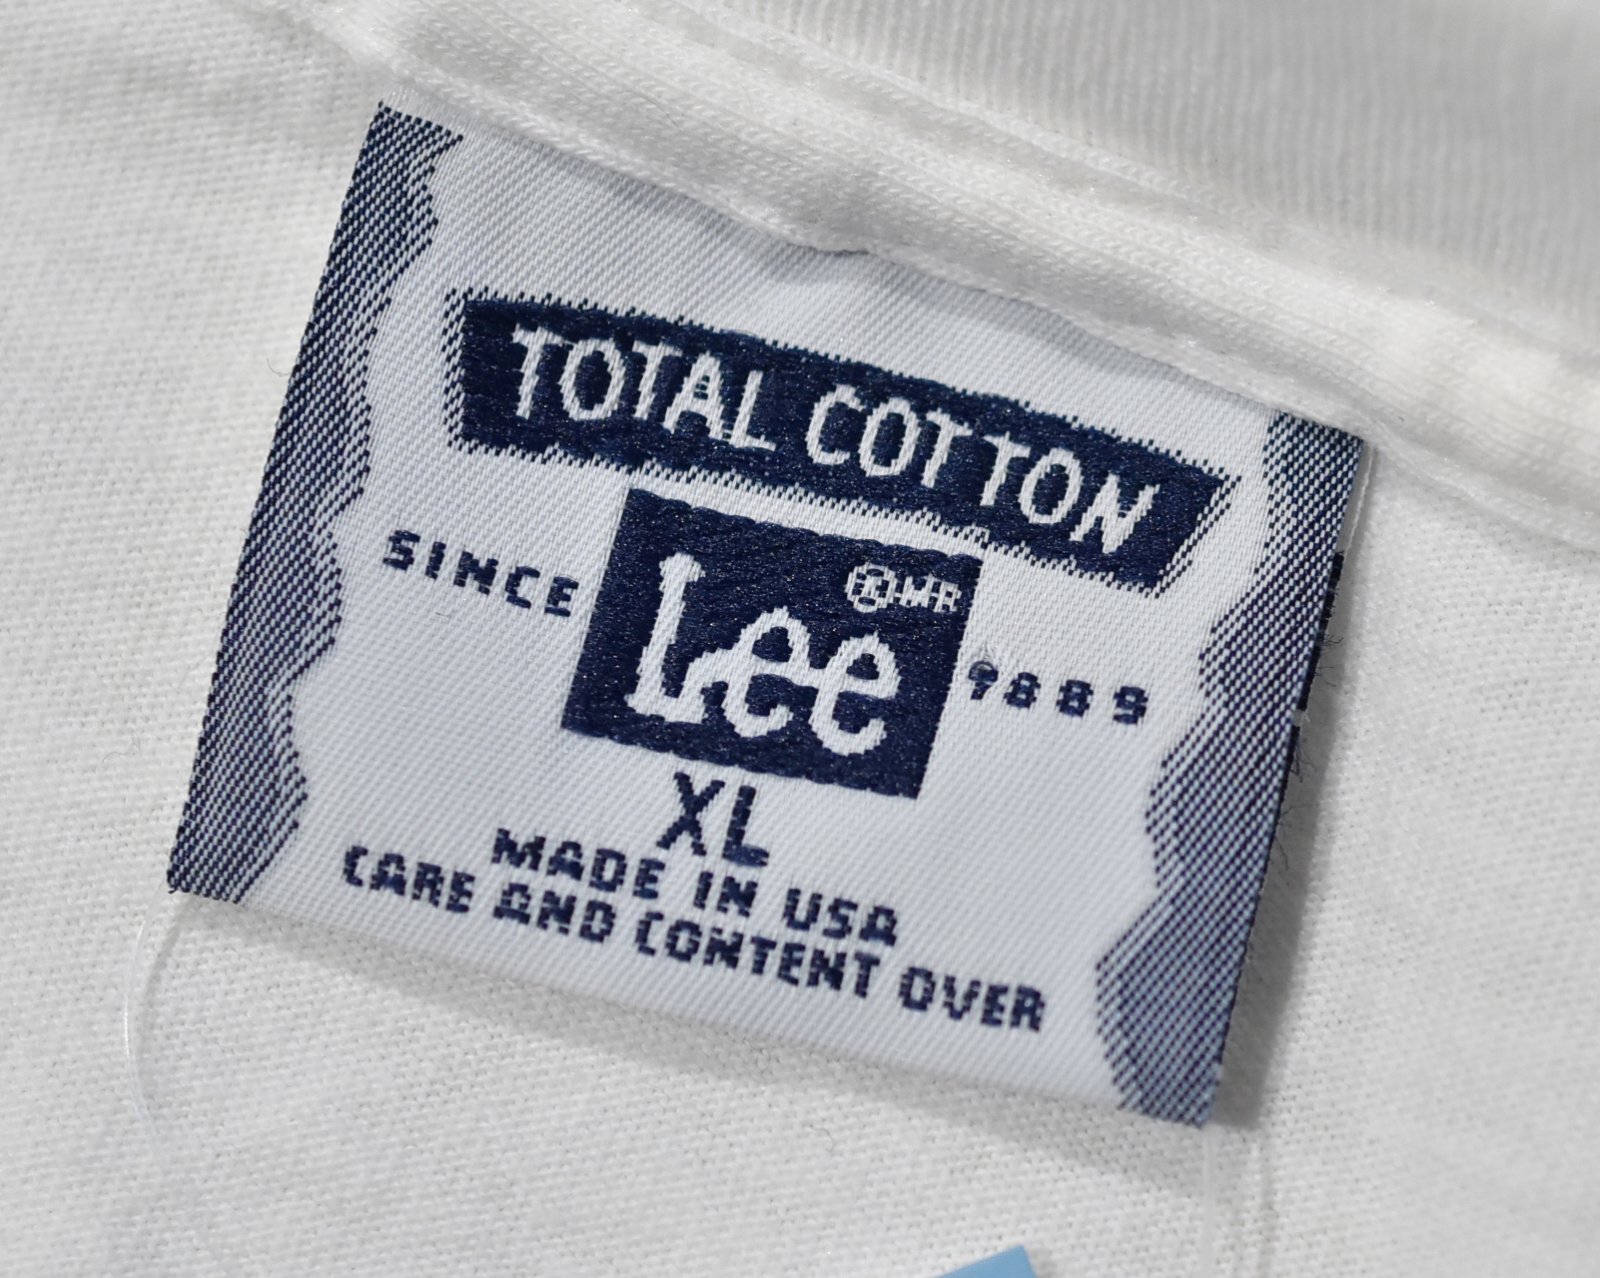 TOTAL COTTON
SINCE Lee ®MR 1889
XL
MADE IN USA
CARE AND CONTENT OVER